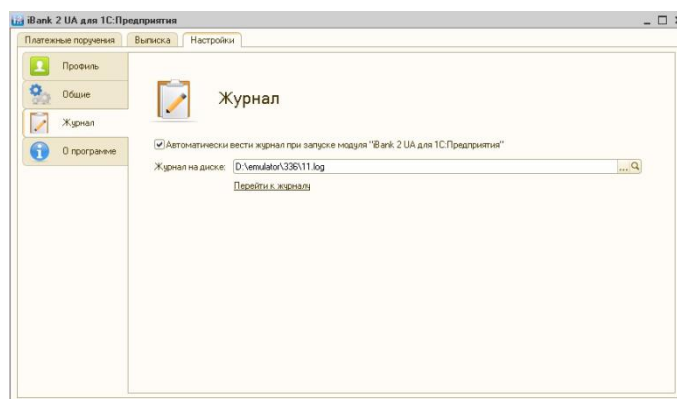 iBank 2 UA для 1С:Предприятия
Платежные поручения Выписка Настройки
Профиль
Общие
Журнал
О программе
Журнал
Автоматически вести журнал при запуске модуля "iBank 2 UA для 1С:Предприятия"
Журнал на диске: D:\emulator\336\11.log ...
Перейти к журналу